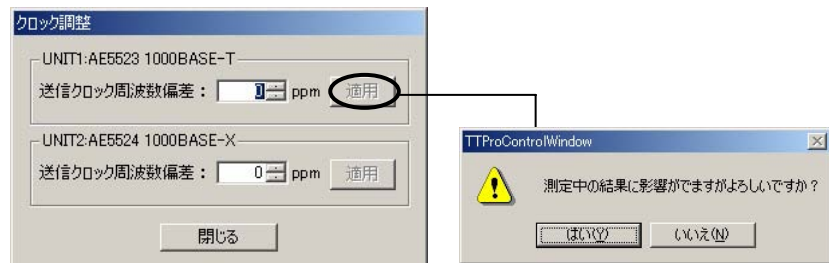 クロック調整
UNIT1:AE5523 1000BASE-T
送信クロック周波数偏差： 0 ppm 適用
UNIT2:AE5524 1000BASE-X
送信クロック周波数偏差： 0 ppm 適用
閉じる
TTProControlWindow
測定中の結果に影響がでますがよろしいですか？
はい(Y) いいえ(N)